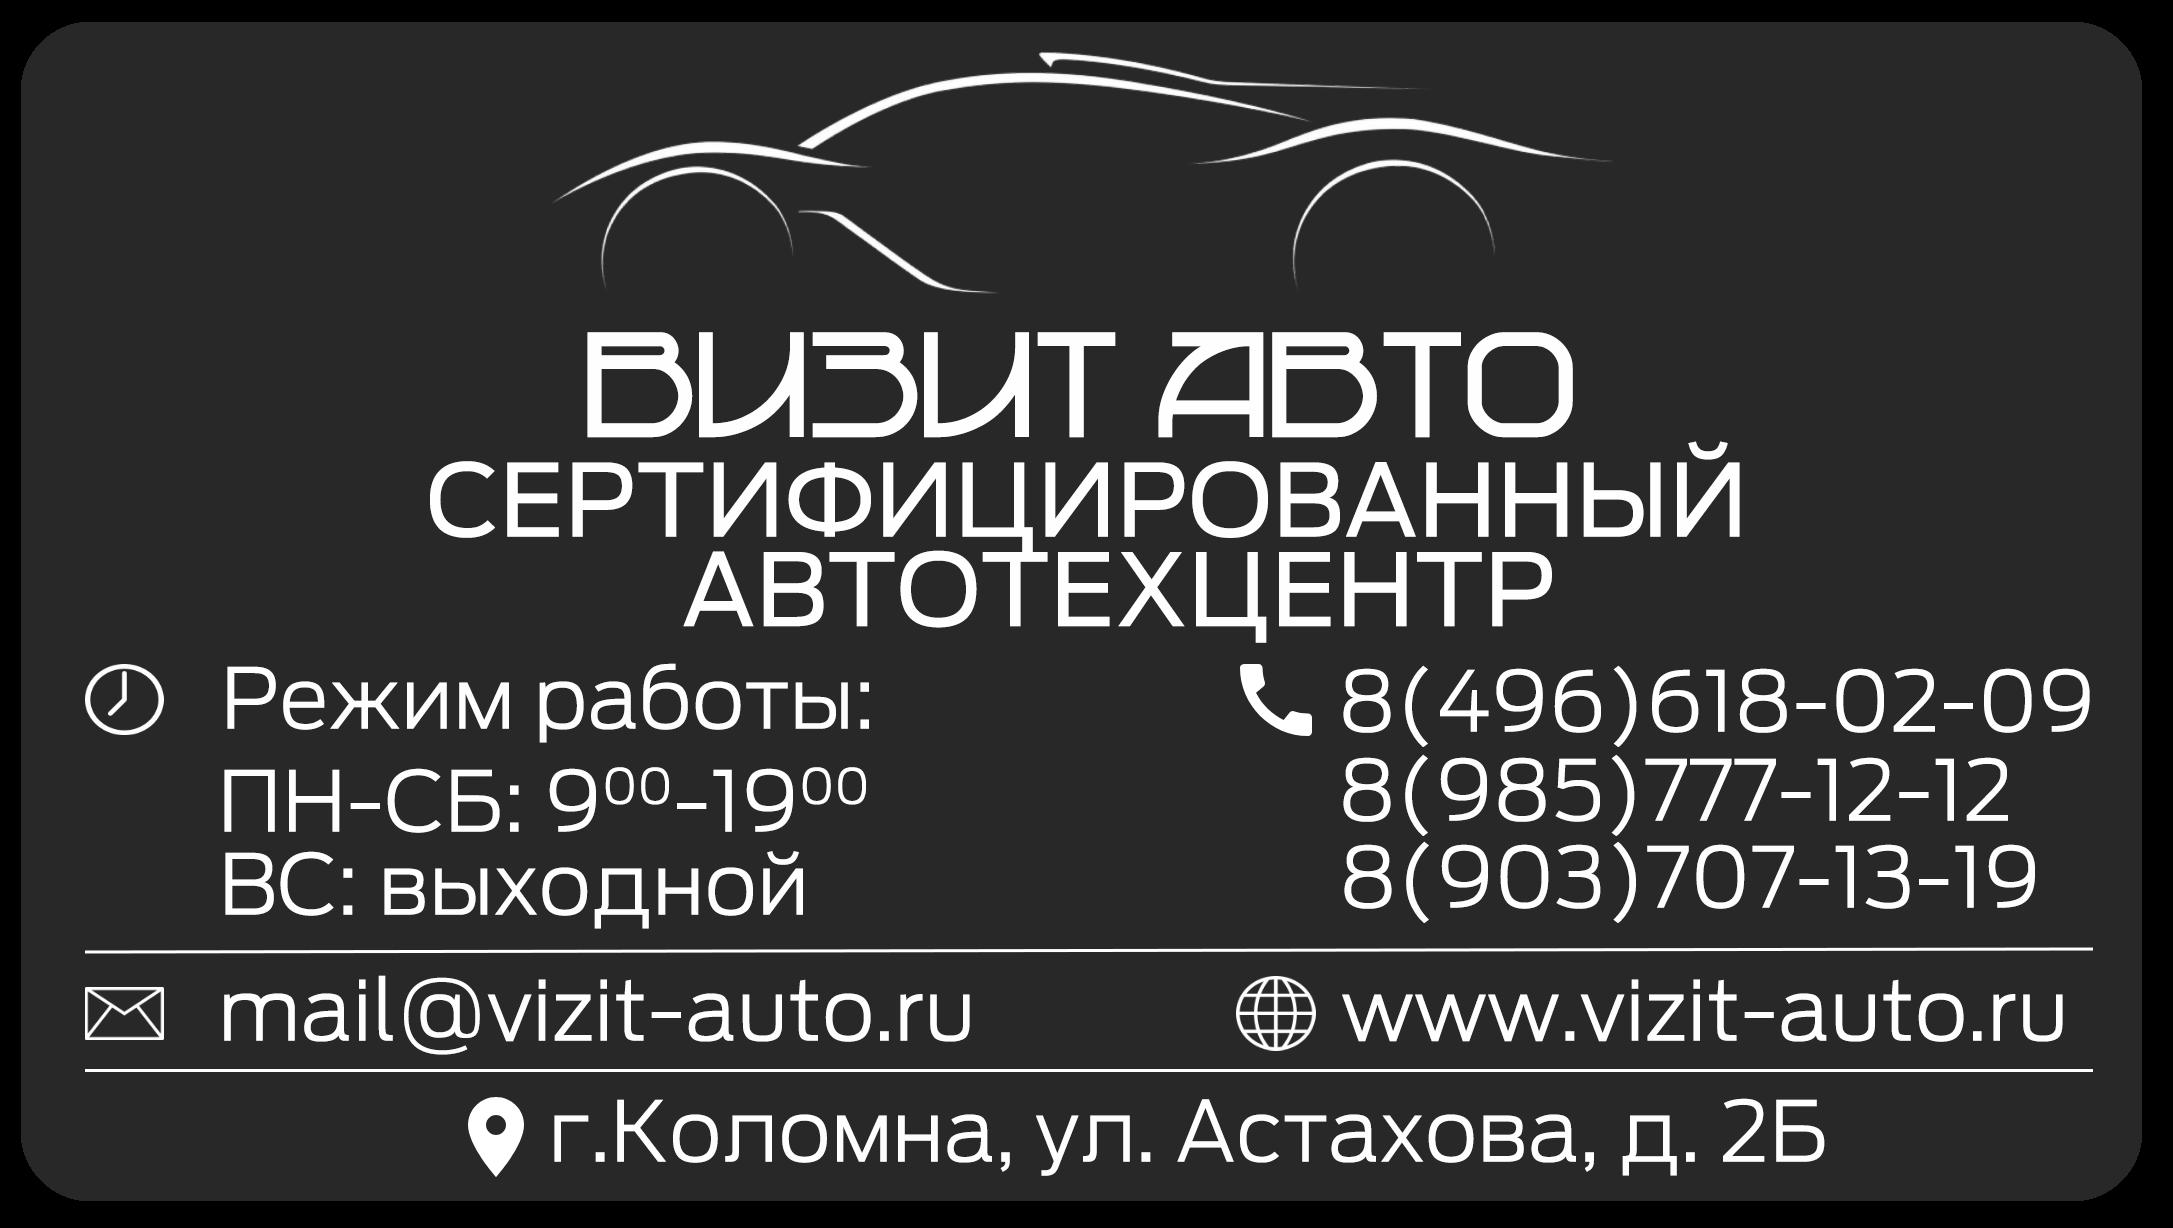 ВИЗИТ АВТО
СЕРТИФИЦИРОВАННЫЙ
АВТОТЕХЦЕНТР
Режим работы:
ПН-СБ: 9⁰⁰-19⁰⁰
ВС: выходной
8(496)618-02-09
8(985)777-12-12
8(903)707-13-19
mail@vizit-auto.ru
www.vizit-auto.ru
г.Коломна, ул. Астахова, д. 2Б